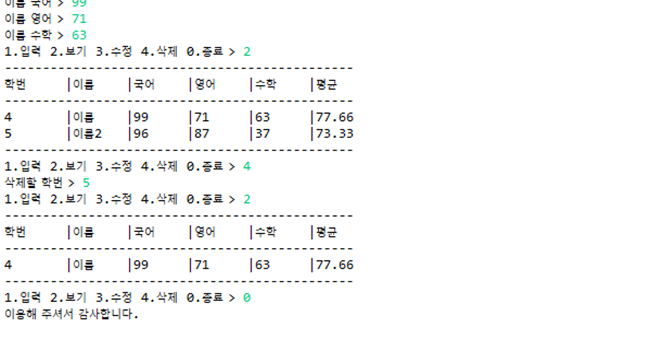 이름 국어 > 99
이름 영어 > 71
이름 수학 > 63
1.입력 2.보기 3.수정 4.삭제 0.종료 > 2
----------------------------------------------
학번 |이름 |국어 |영어 |수학 |평균
----------------------------------------------
4 |이름 |99 |71 |63 |77.66
5 |이름2 |96 |87 |37 |73.33
----------------------------------------------
1.입력 2.보기 3.수정 4.삭제 0.종료 > 4
삭제할 학번 > 5
1.입력 2.보기 3.수정 4.삭제 0.종료 > 2
----------------------------------------------
학번 |이름 |국어 |영어 |수학 |평균
----------------------------------------------
4 |이름 |99 |71 |63 |77.66
----------------------------------------------
1.입력 2.보기 3.수정 4.삭제 0.종료 > 0
이용해 주셔서 감사합니다.